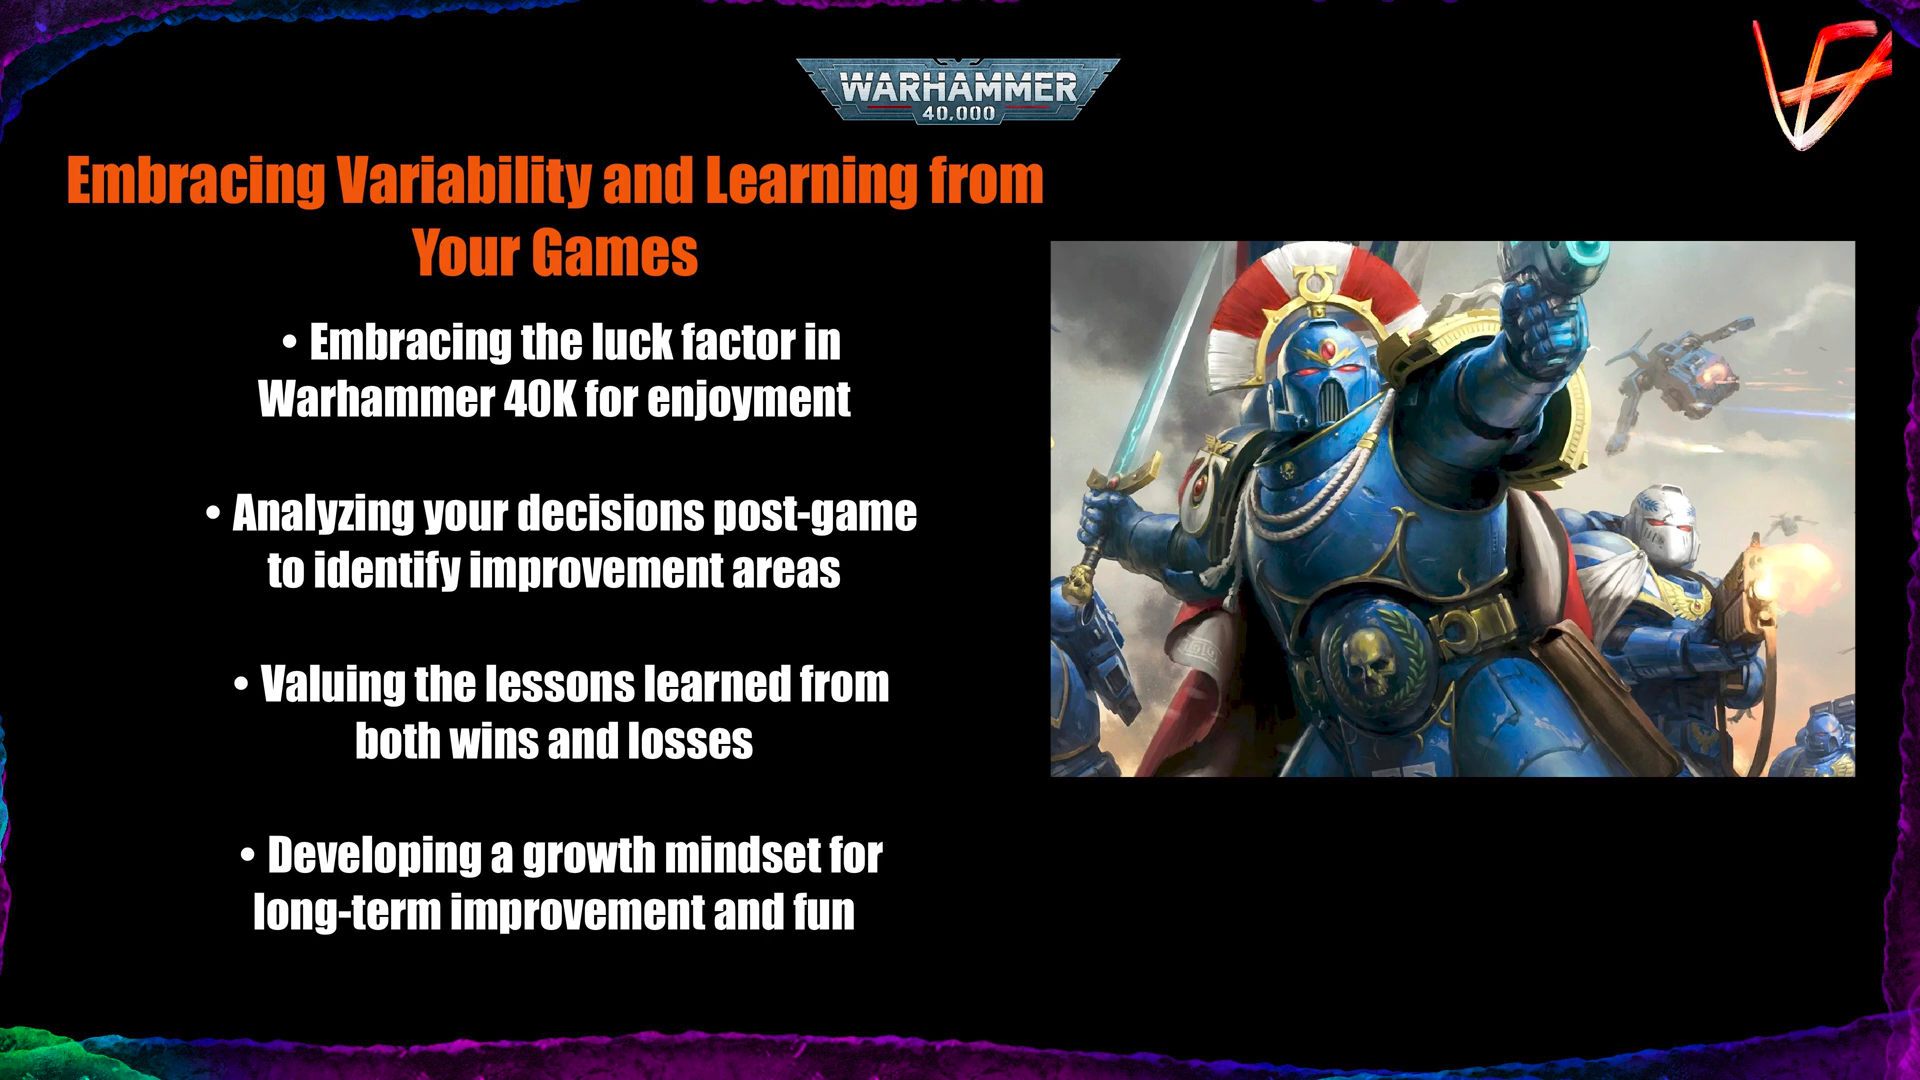 WARHAMMER
40,000
Embracing Variability and Learning from
Your Games
• Embracing the luck factor in
Warhammer 40K for enjoyment
• Analyzing your decisions post-game
to identify improvement areas
• Valuing the lessons learned from
both wins and losses
• Developing a growth mindset for
long-term improvement and fun